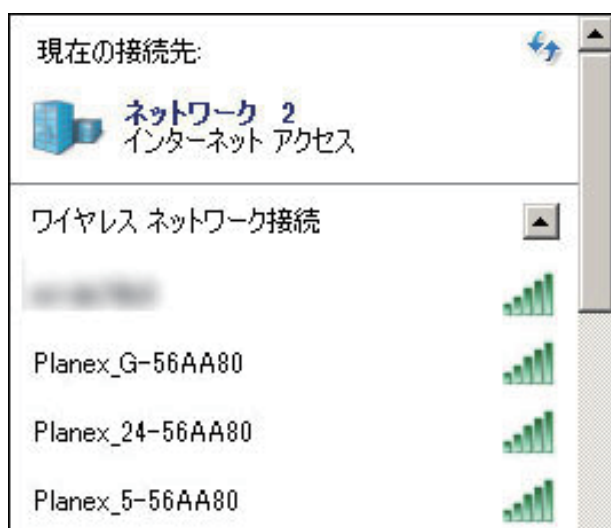 現在の接続先:
ネットワーク 2
インターネット アクセス
ワイヤレス ネットワーク接続
Planex_G-56AA80
Planex_24-56AA80
Planex_5-56AA80